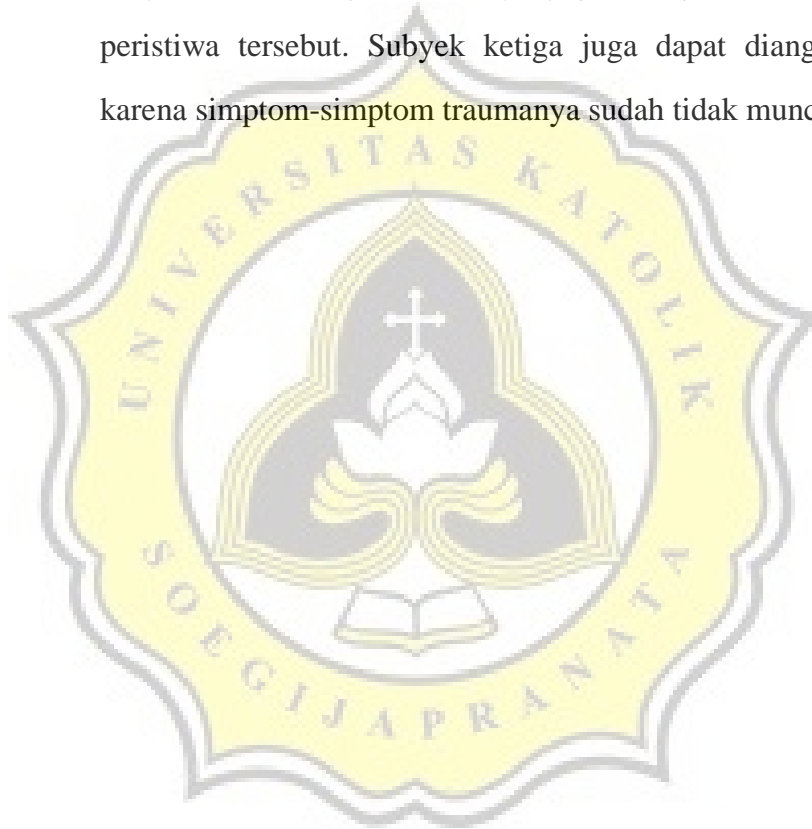 peristiwa tersebut. Subyek ketiga juga dapat diang
karena simptom-simptom traumanya sudah tidak munc
UNIVERSITAS KATOLIK
SOEGIJAPRANATA